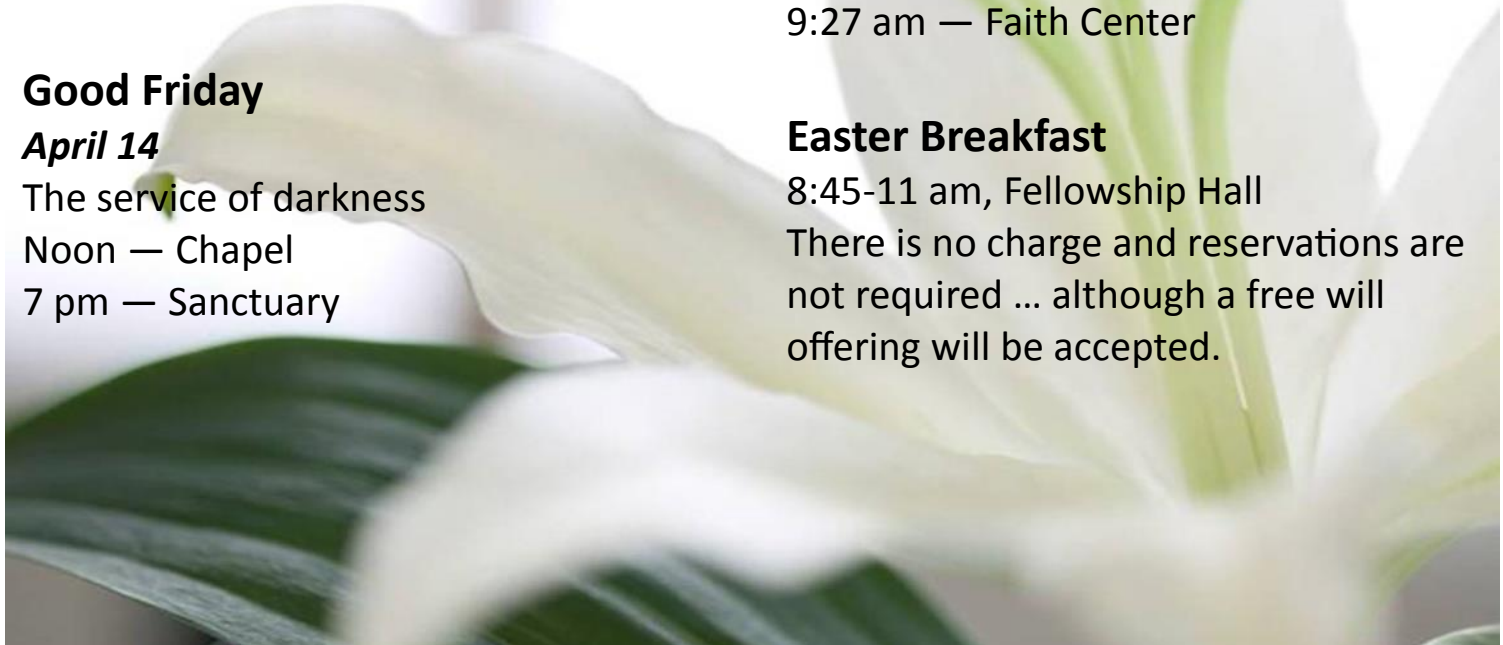 Good Friday
April 14
The service of darkness
Noon — Chapel
7 pm — Sanctuary
9:27 am — Faith Center
Easter Breakfast
8:45-11 am, Fellowship Hall
There is no charge and reservations are
not required … although a free will
offering will be accepted.